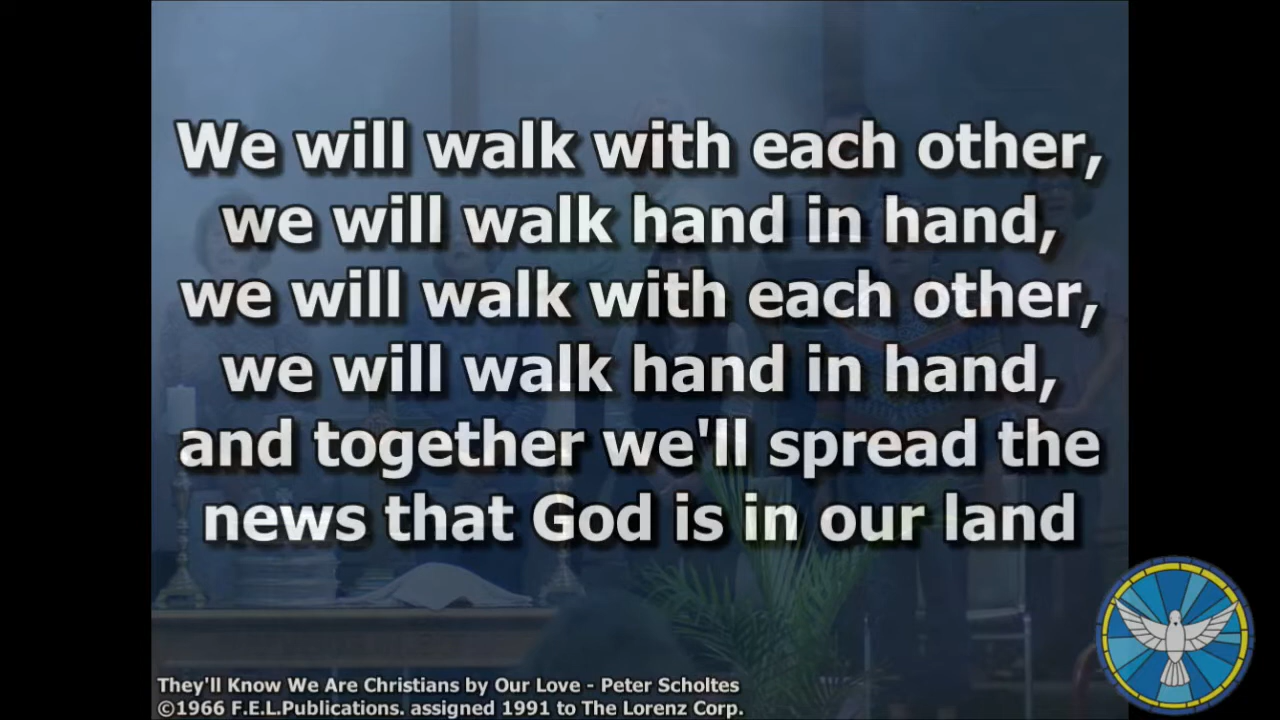 We will walk with each other,
we will walk hand in hand,
we will walk with each other,
we will walk hand in hand,
and together we'll spread the
news that God is in our land
They'll Know We Are Christians by Our Love - Peter Scholtes
©1966 F.E.L.Publications. assigned 1991 to The Lorenz Corp.